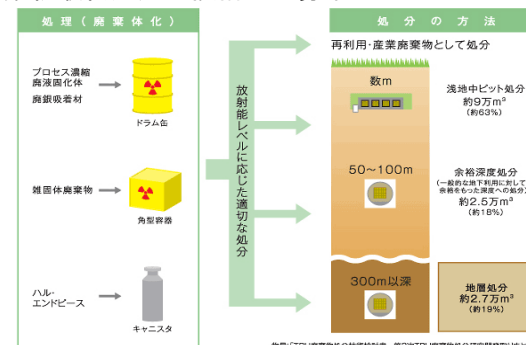 処理(廃棄体化)
プロセス濃縮
廃液固化体
廃銀吸着材
ドラム缶
雑固体廃棄物
角型容器
ハル・
エンドピース
キャニスタ
放射能レベルに応じた適切な処分
処分の方法
再利用・産業廃棄物として処分
数m
浅地中ピット処分
約9万m³
(約63%)
50〜100m
余裕深度処分
(一般的な地下利用に対して
余裕をもった深度への処分)
約2.5万m³
(約18%)
300m以深
地層処分
約2.7万m³
(約19%)